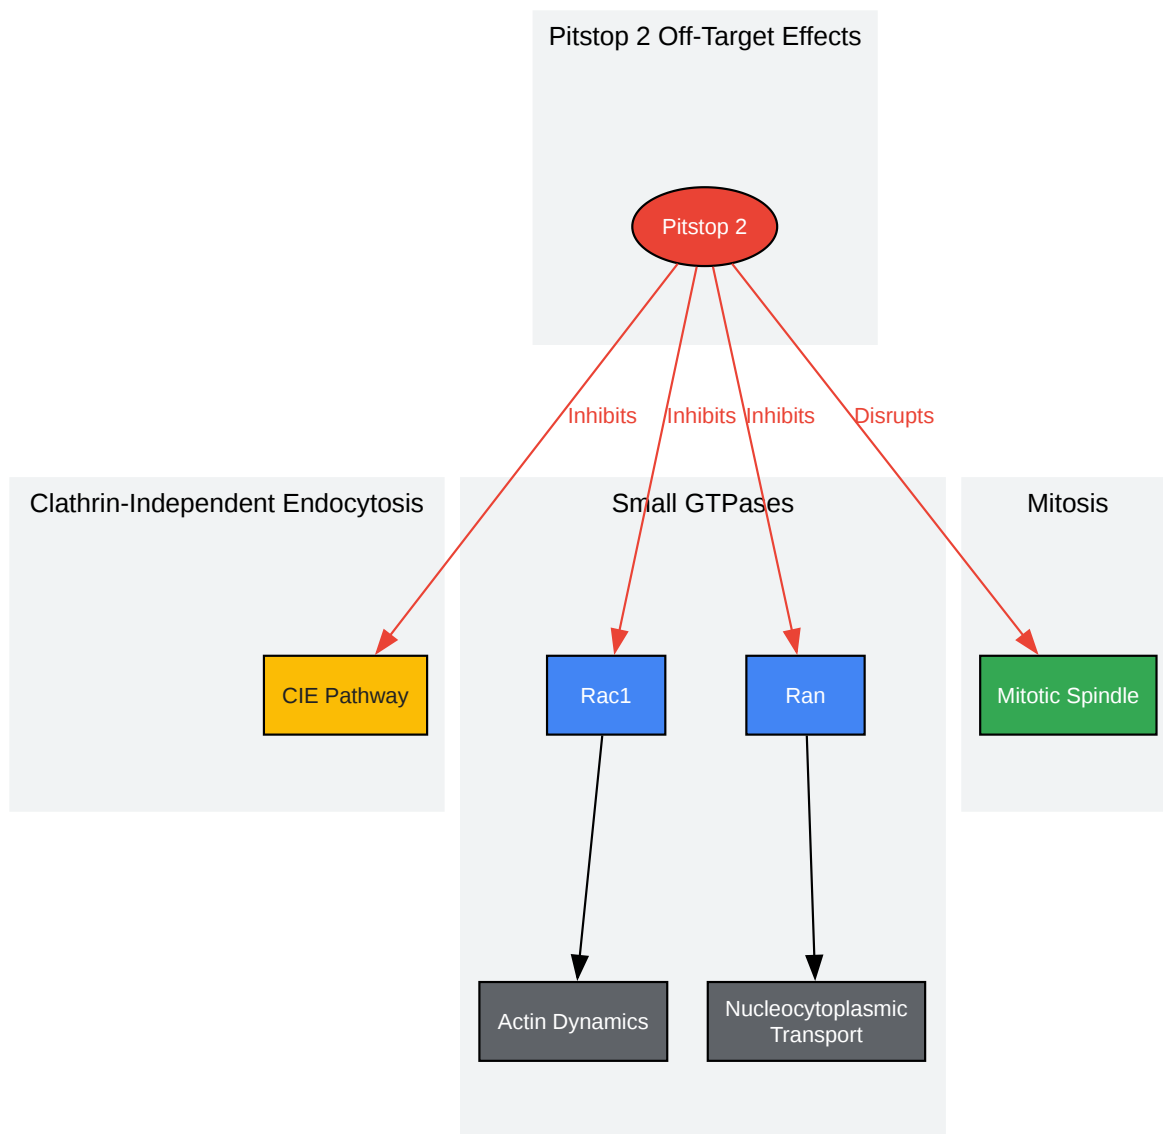 Pitstop 2 Off-Target Effects
Pitstop 2
Inhibits
Inhibits
Inhibits
Disrupts
Clathrin-Independent Endocytosis
Small GTPases
Mitosis
CIE Pathway
Rac1
Ran
Mitotic Spindle
Actin Dynamics
Nucleocytoplasmic
Transport